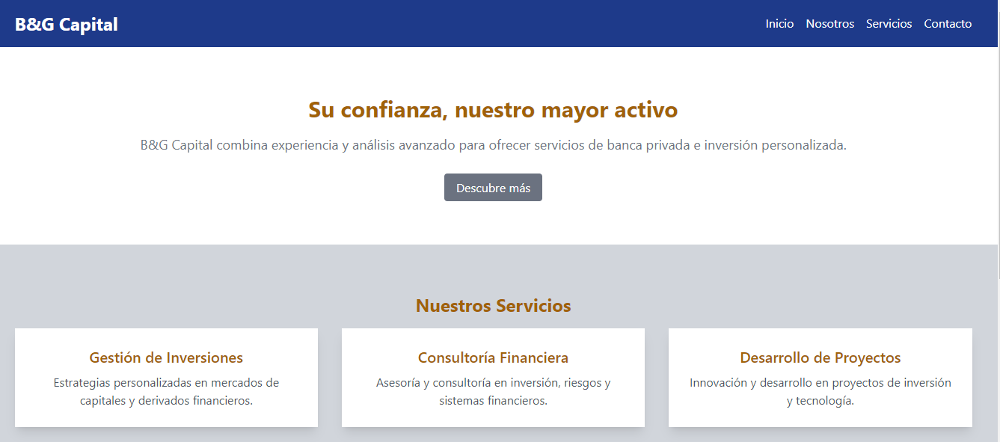 B&G Capital
Inicio Nosotros Servicios Contacto
Su confianza, nuestro mayor activo
B&G Capital combina experiencia y análisis avanzado para ofrecer servicios de banca privada e inversión personalizada.
Descubre más
Nuestros Servicios
Gestión de Inversiones
Estrategias personalizadas en mercados de
capitales y derivados financieros.
Consultoría Financiera
Asesoría y consultoría en inversión, riesgos y
sistemas financieros.
Desarrollo de Proyectos
Innovación y desarrollo en proyectos de inversión
y tecnología.